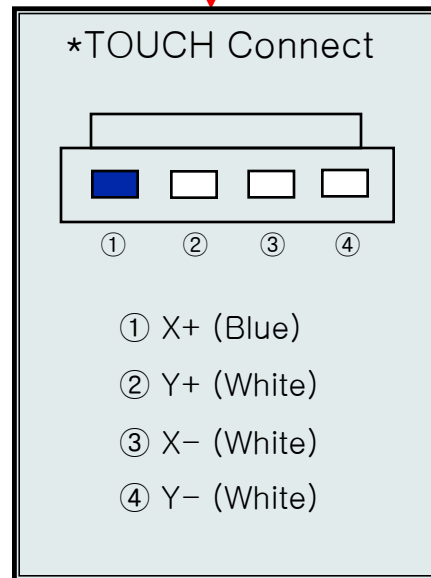 *TOUCH Connect
① ② ③ ④
① X+ (Blue)
② Y+ (White)
③ X- (White)
④ Y- (White)